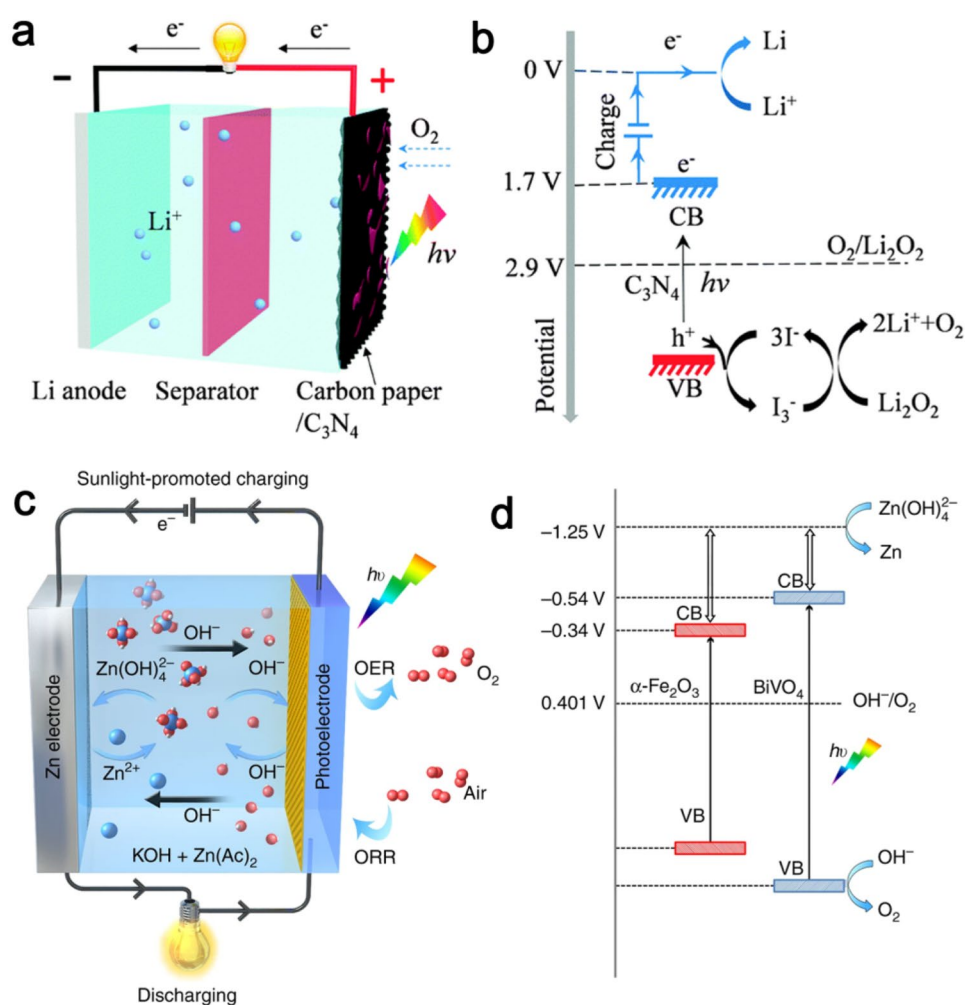 a
e⁻
e⁻
-
+
O₂
Li⁺
hν
Li anode
Separator
Carbon paper
/C₃N₄
b
0 V
e⁻
Li
Li⁺
Charge
1.7 V
e⁻
CB
O₂/Li₂O₂
2.9 V
C₃N₄
hν
Potential
h⁺
VB
3I⁻
I₃⁻
2Li⁺+O₂
Li₂O₂
c
Sunlight-promoted charging
e⁻
Zn electrode
Photoelectrode
hυ
OH⁻
Zn(OH)₄²⁻
OH⁻
OER
O₂
Zn²⁺
OH⁻
OH⁻
Air
ORR
KOH + Zn(Ac)₂
Discharging
d
−1.25 V
Zn(OH)₄²⁻
Zn
CB
−0.54 V
CB
−0.34 V
α-Fe₂O₃
BiVO₄
0.401 V
OH⁻/O₂
hυ
VB
VB
OH⁻
O₂